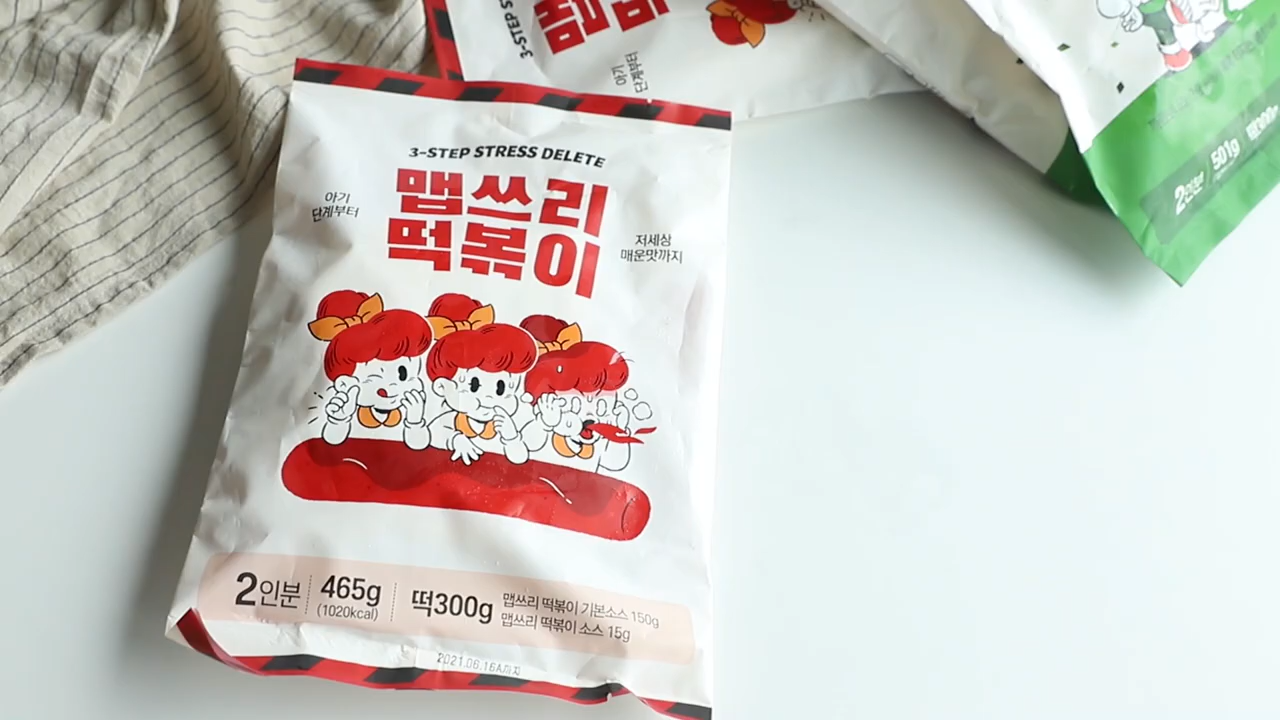 3-STEP STRESS DELETE
맵쓰리
떡볶이
아기
단계부터
저세상
매운맛까지
2인분
465g
(1020kcal)
떡300g
맵쓰리 떡볶이 기본소스 150g
맵쓰리 떡볶이 소스 15g
2021.06.16A까지
3-STEP S
아기
단계부터
2인분
501g